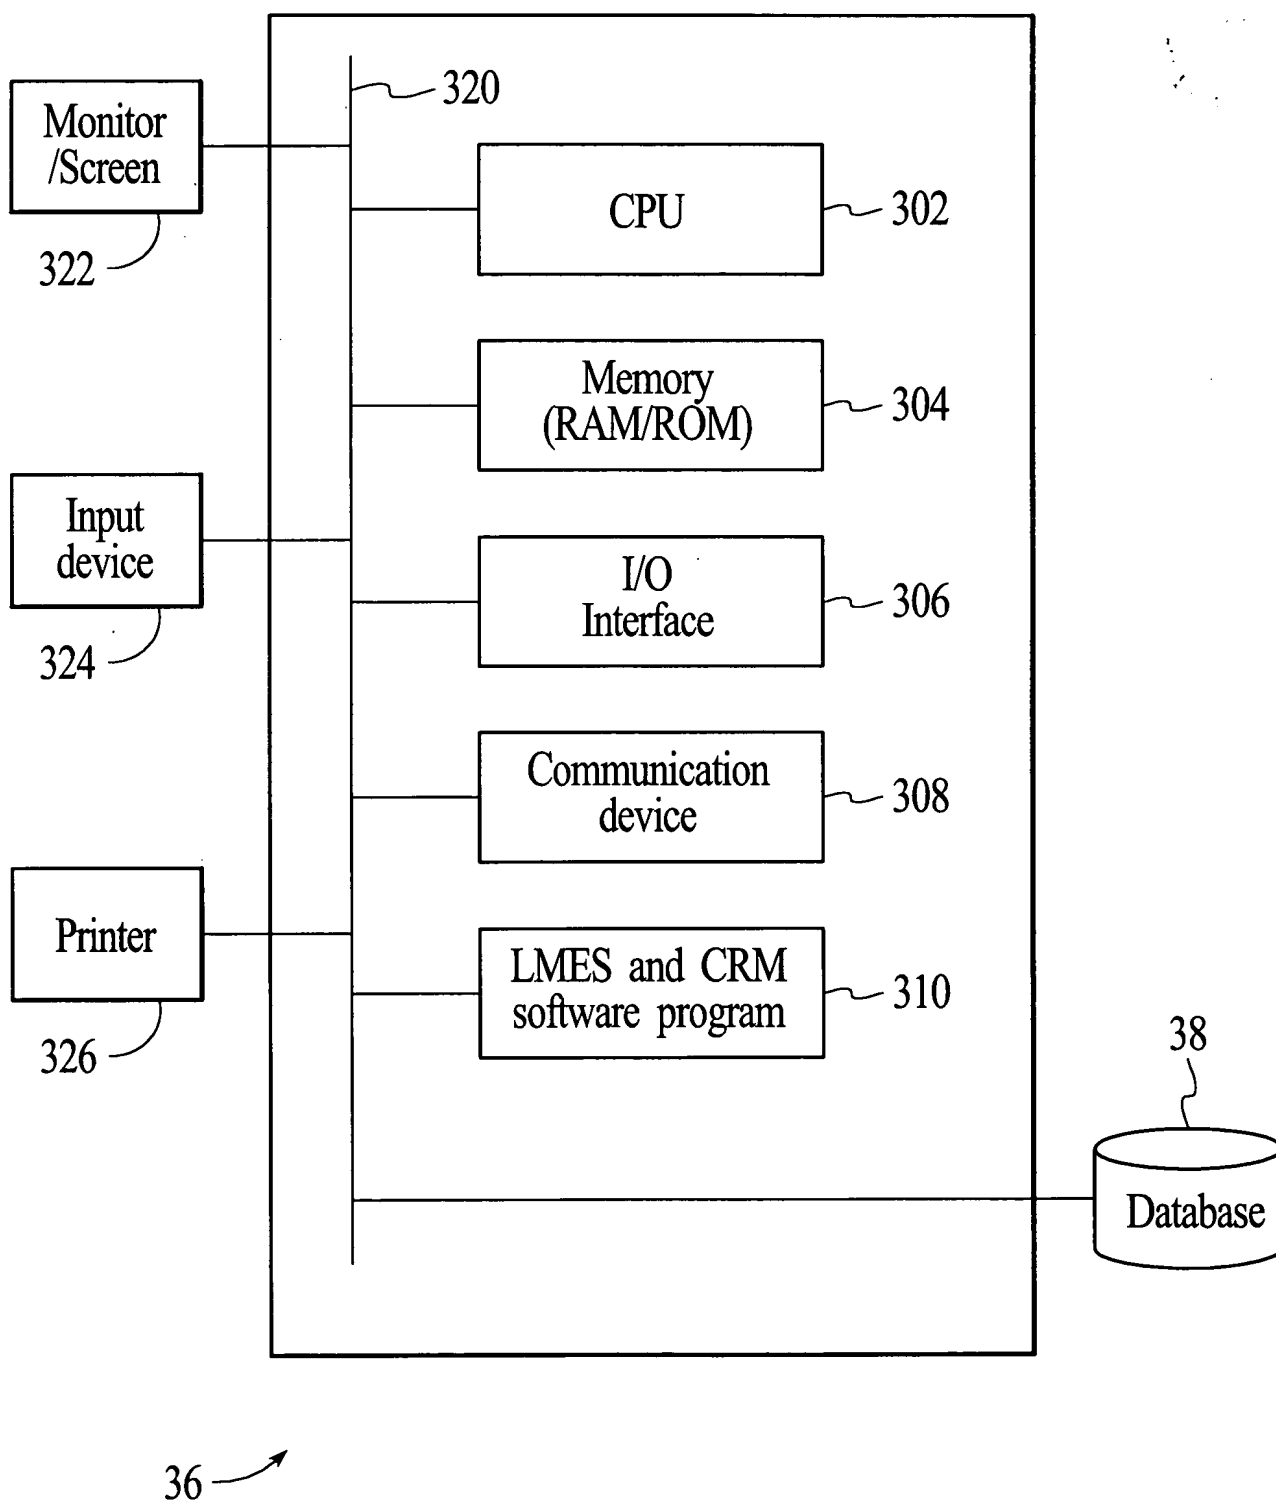 320
Monitor
/Screen
322
CPU
302
Memory
(RAM/ROM)
304
Input
device
324
I/O
Interface
306
Communication
device
308
Printer
326
LMES and CRM
software program
310
38
Database
36